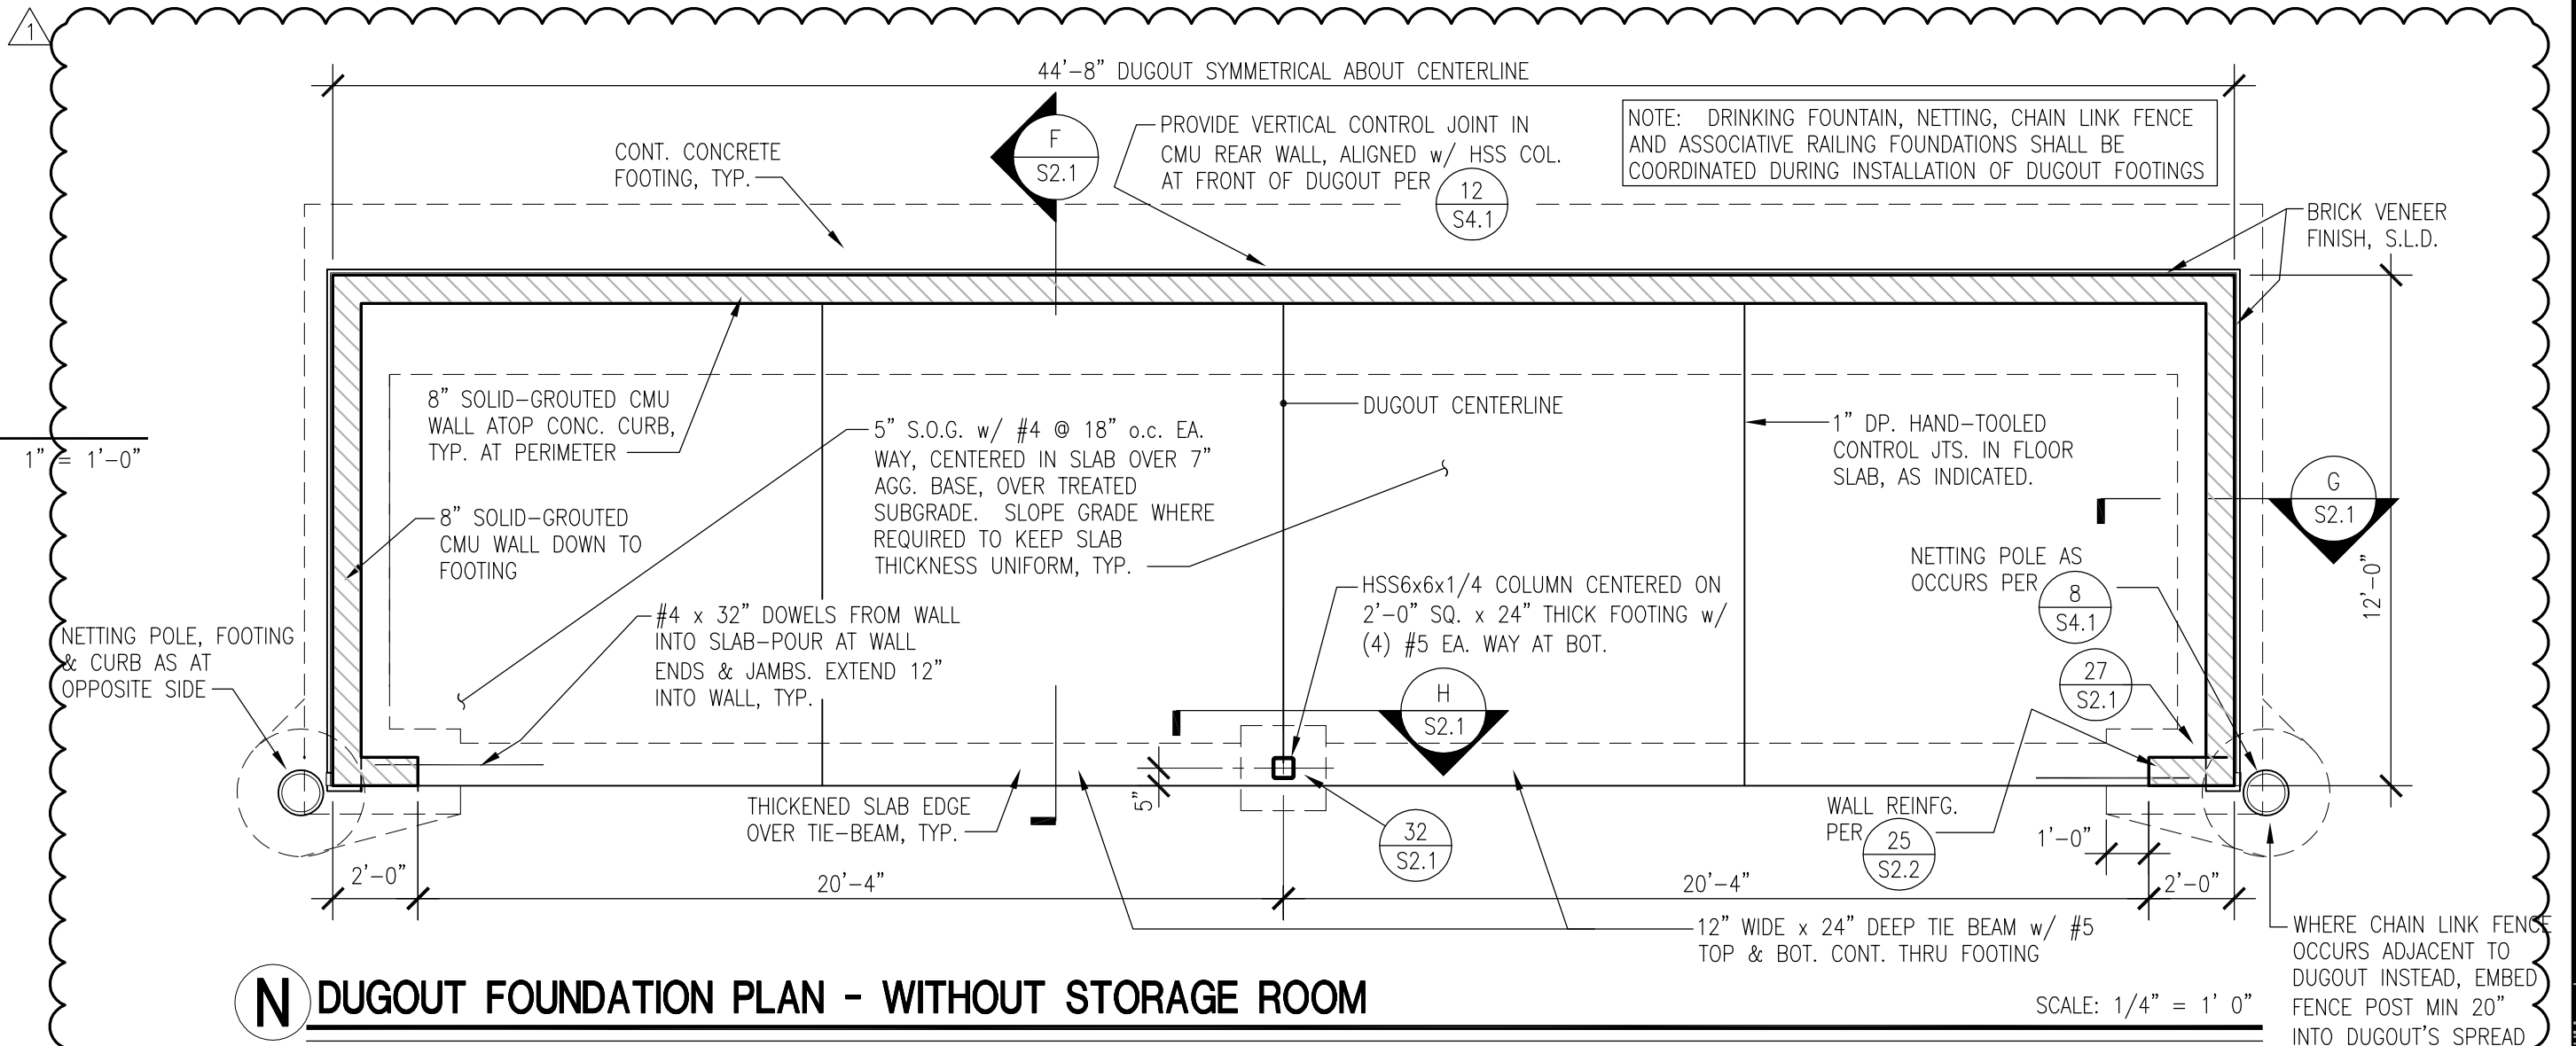 1
44'-8" DUGOUT SYMMETRICAL ABOUT CENTERLINE
CONT. CONCRETE
FOOTING, TYP.
F
S2.1
PROVIDE VERTICAL CONTROL JOINT IN
CMU REAR WALL, ALIGNED w/ HSS COL.
AT FRONT OF DUGOUT PER
12
S4.1
NOTE: DRINKING FOUNTAIN, NETTING, CHAIN LINK FENCE
AND ASSOCIATIVE RAILING FOUNDATIONS SHALL BE
COORDINATED DURING INSTALLATION OF DUGOUT FOOTINGS
BRICK VENEER
FINISH, S.L.D.
1" = 1'-0"
8" SOLID-GROUTED CMU
WALL ATOP CONC. CURB,
TYP. AT PERIMETER
8" SOLID-GROUTED
CMU WALL DOWN TO
FOOTING
5" S.O.G. w/ #4 @ 18" o.c. EA.
WAY, CENTERED IN SLAB OVER 7"
AGG. BASE, OVER TREATED
SUBGRADE. SLOPE GRADE WHERE
REQUIRED TO KEEP SLAB
THICKNESS UNIFORM, TYP.
DUGOUT CENTERLINE
1" DP. HAND-TOOLED
CONTROL JTS. IN FLOOR
SLAB, AS INDICATED.
G
S2.1
12'-0"
NETTING POLE AS
OCCURS PER
8
S4.1
27
S2.1
HSS6x6x1/4 COLUMN CENTERED ON
2'-0" SQ. x 24" THICK FOOTING w/
(4) #5 EA. WAY AT BOT.
#4 x 32" DOWELS FROM WALL
INTO SLAB-POUR AT WALL
ENDS & JAMBS. EXTEND 12"
INTO WALL, TYP.
NETTING POLE, FOOTING
& CURB AS AT
OPPOSITE SIDE
H
S2.1
THICKENED SLAB EDGE
OVER TIE-BEAM, TYP.
5"
32
S2.1
WALL REINFG.
PER
25
S2.2
1'-0"
2'-0"
20'-4"
20'-4"
2'-0"
12" WIDE x 24" DEEP TIE BEAM w/ #5
TOP & BOT. CONT. THRU FOOTING
WHERE CHAIN LINK FENCE
OCCURS ADJACENT TO
DUGOUT INSTEAD, EMBED
FENCE POST MIN 20"
INTO DUGOUT'S SPREAD
N DUGOUT FOUNDATION PLAN - WITHOUT STORAGE ROOM
SCALE: 1/4" = 1' 0"